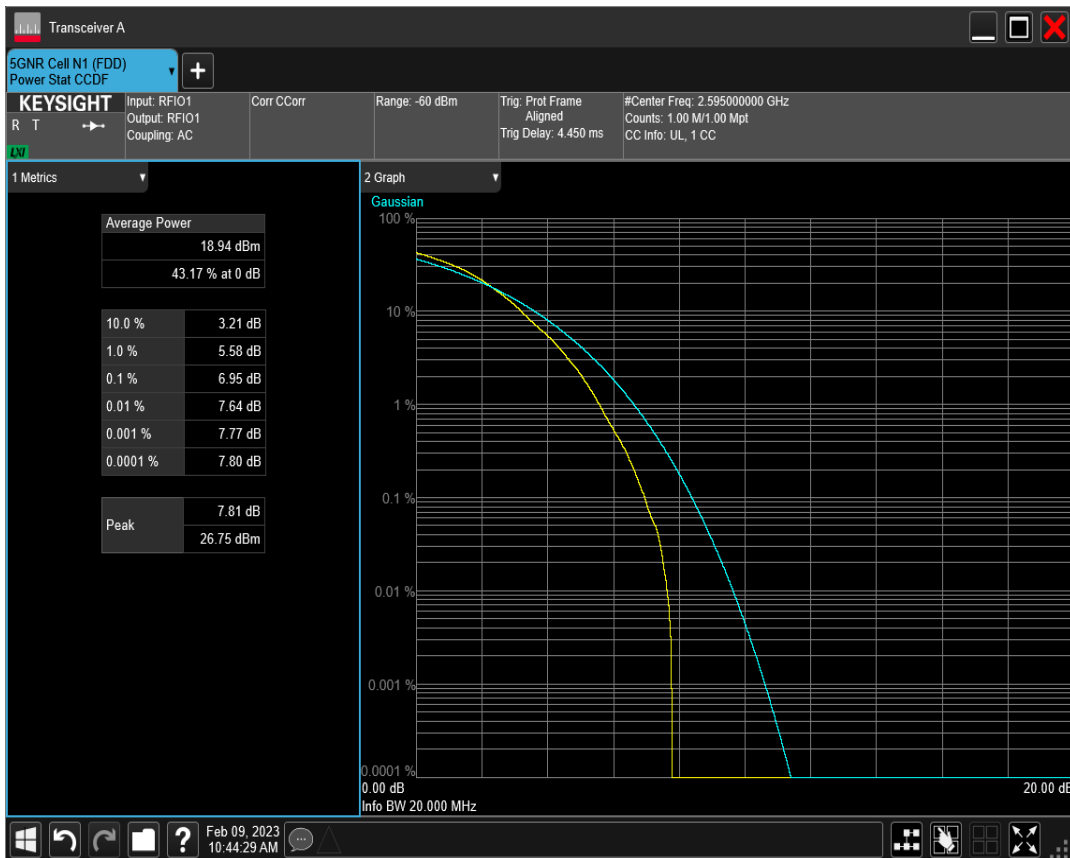 Transceiver A
5GNR Cell N1 (FDD)
Power Stat CCDF
KEYSIGHT
R T
LXI
Input: RFIO1
Output: RFIO1
Coupling: AC
Corr CCorr
Range: -60 dBm
Trig: Prot Frame
Aligned
Trig Delay: 4.450 ms
#Center Freq: 2.595000000 GHz
Counts: 1.00 M/1.00 Mpt
CC Info: UL, 1 CC
1 Metrics
Average Power
18.94 dBm
43.17 % at 0 dB
10.0 % 3.21 dB
1.0 % 5.58 dB
0.1 % 6.95 dB
0.01 % 7.64 dB
0.001 % 7.77 dB
0.0001 % 7.80 dB
Peak
7.81 dB
26.75 dBm
2 Graph
Gaussian
100 %
10 %
1 %
0.1 %
0.01 %
0.001 %
0.0001 %
0.00 dB 20.00 dB
Info BW 20.000 MHz
Feb 09, 2023
10:44:29 AM